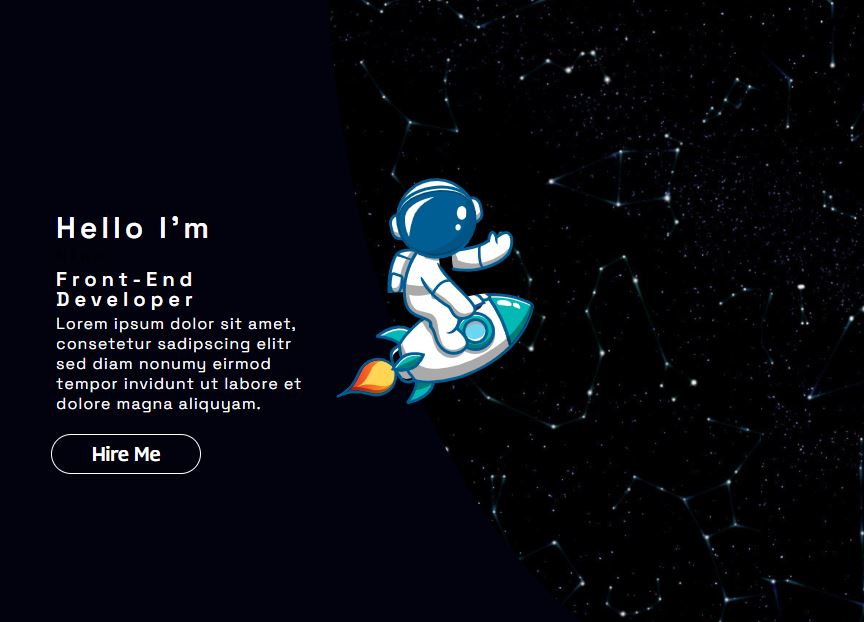 Hello I'm
Front-End
Developer
Lorem ipsum dolor sit amet,
consetetur sadipscing elitr
sed diam nonumy eirmod
tempor invidunt ut labore et
dolore magna aliquyam.
Hire Me